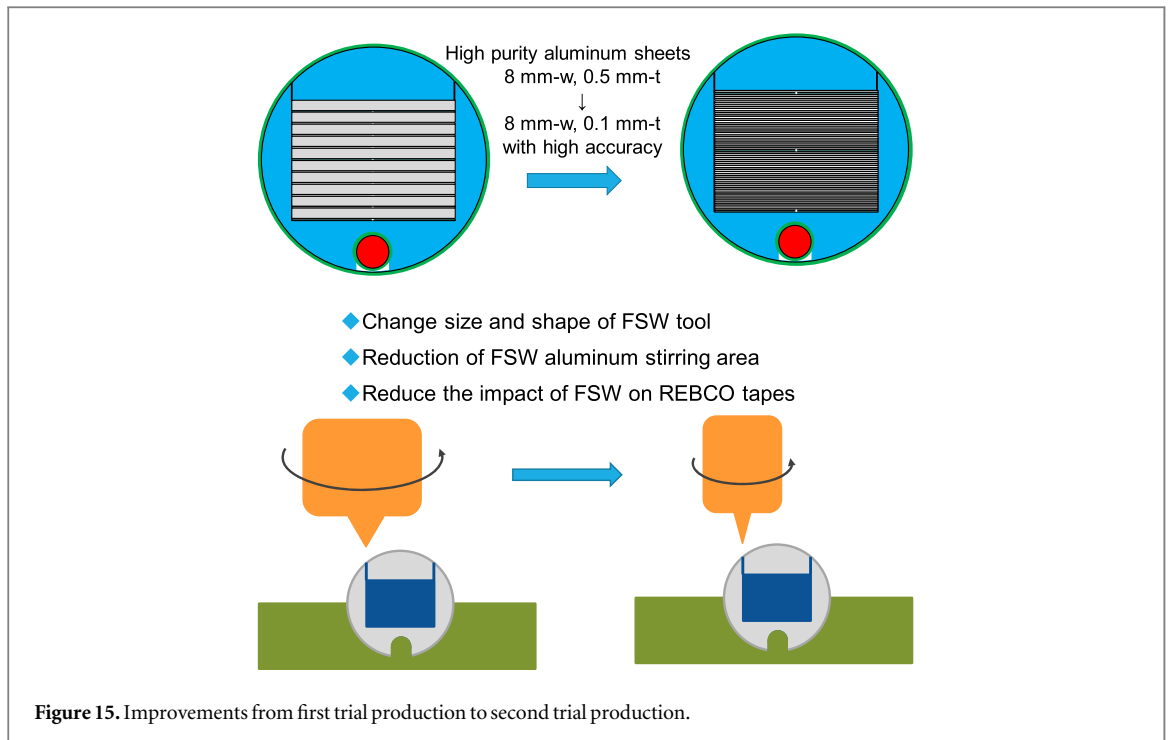 High purity aluminum sheets
8 mm-w, 0.5 mm-t
↓
8 mm-w, 0.1 mm-t
with high accuracy
◆Change size and shape of FSW tool
◆Reduction of FSW aluminum stirring area
◆Reduce the impact of FSW on REBCO tapes
Figure 15. Improvements from first trial production to second trial production.